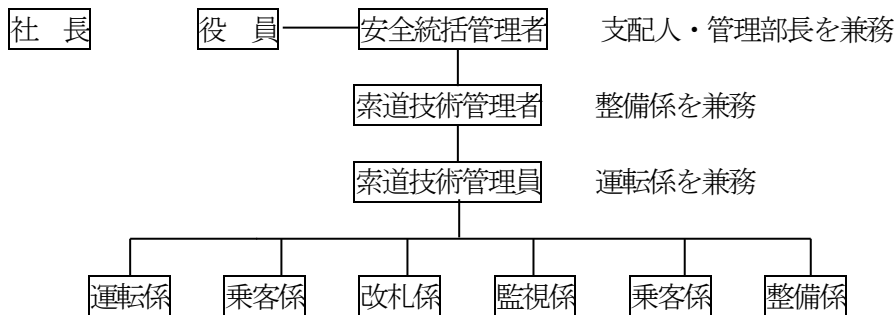 社　長　役　員　安全統括管理者　支配人・管理部長を兼務
索道技術管理者　整備係を兼務
索道技術管理員　運転係を兼務
運転係　乗客係　改札係　監視係　乗客係　整備係